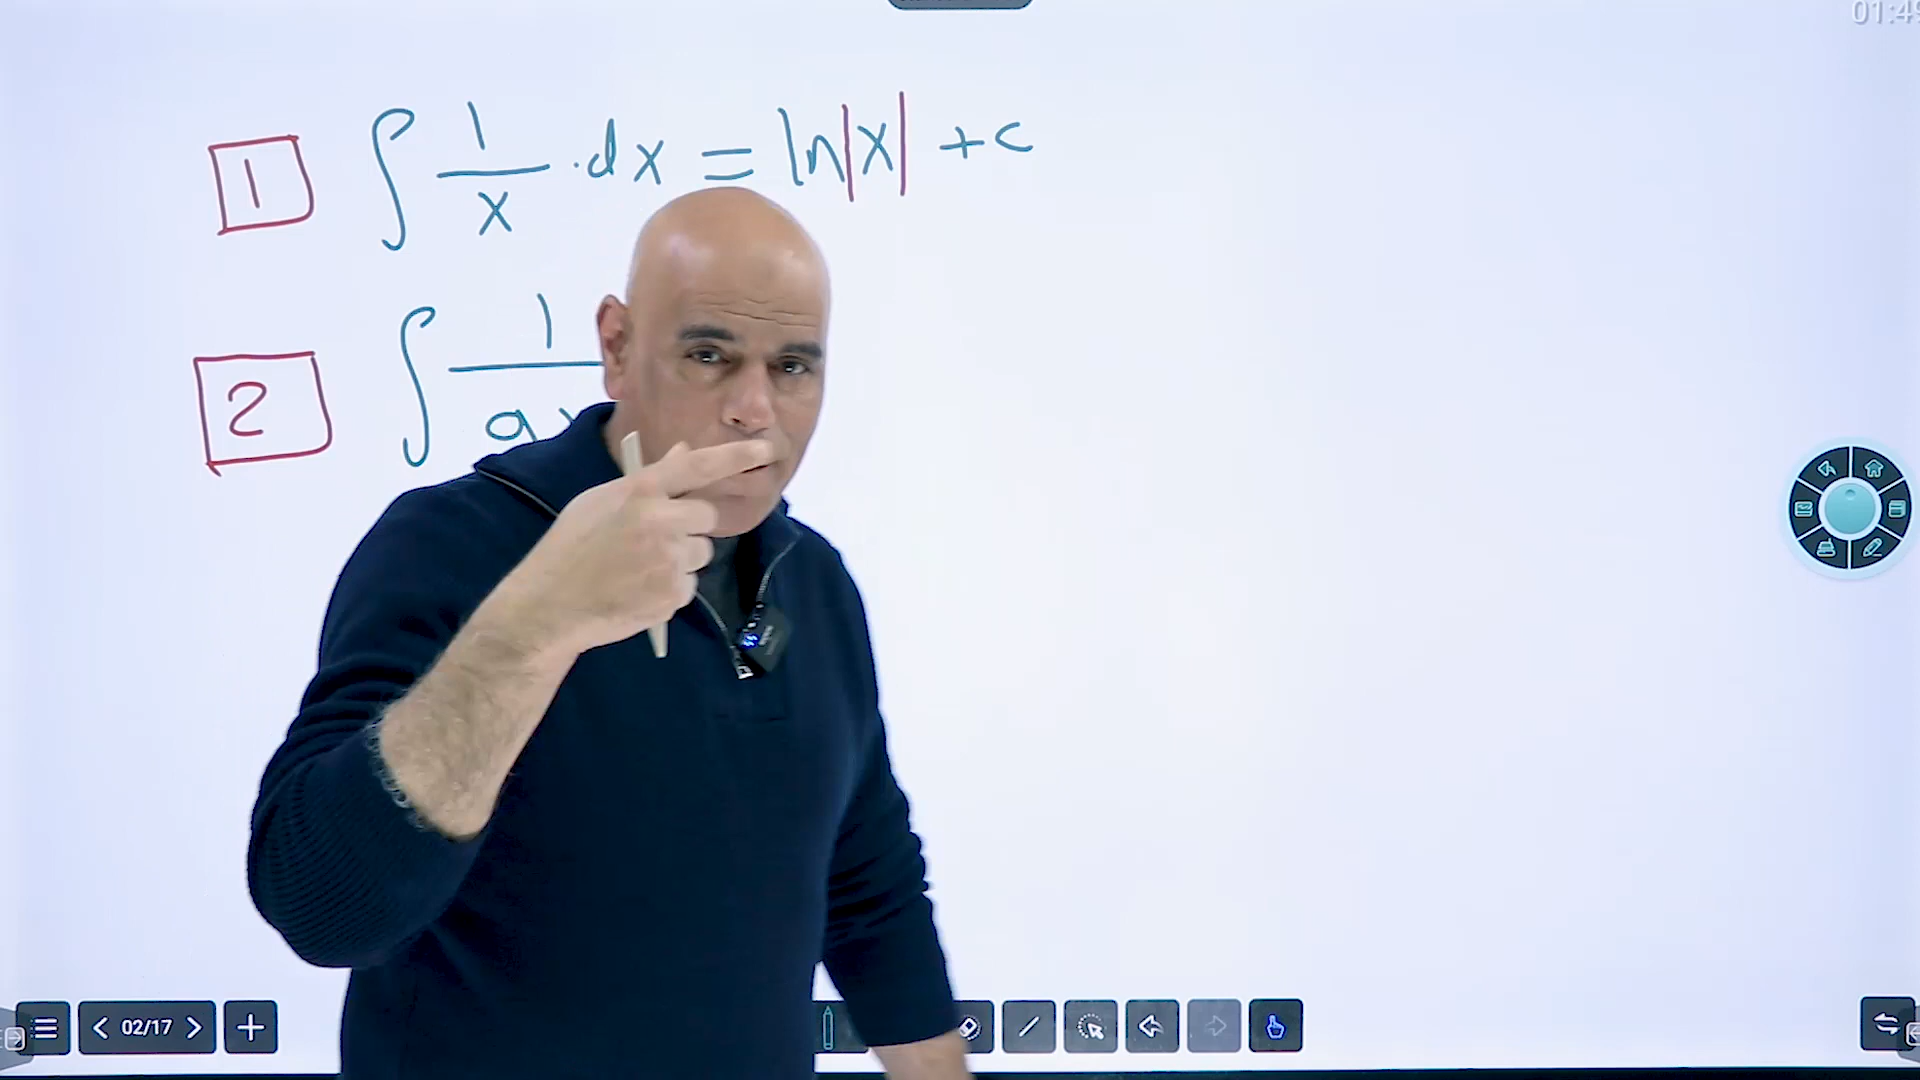 1 ∫ 1/x · dx = ln|x| + c
2 ∫ 1/a
02/17